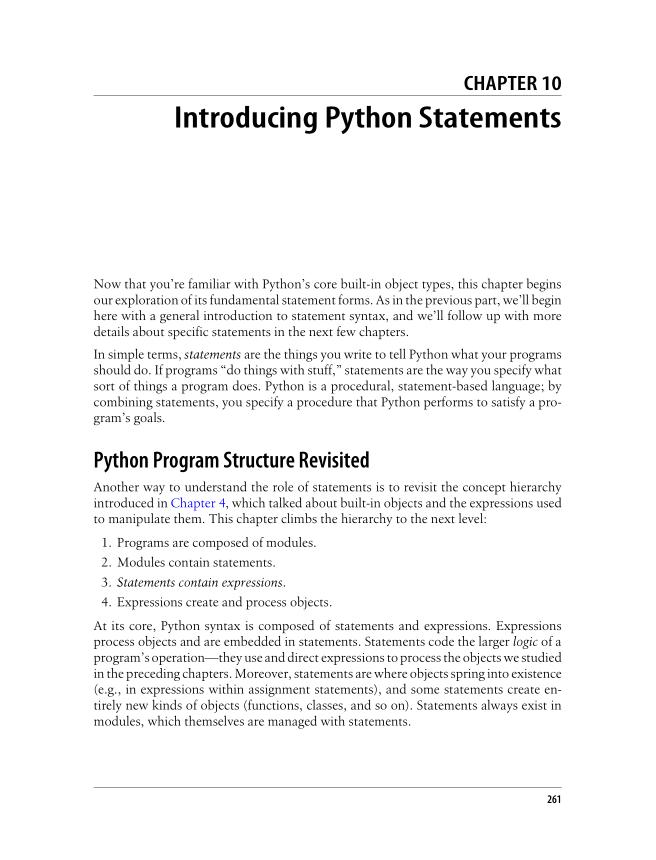 CHAPTER 10
Introducing Python Statements
Now that you're familiar with Python's core built-in object types, this chapter begins
our exploration of its fundamental statement forms. As in the previous part, we'll begin
here with a general introduction to statement syntax, and we'll follow up with more
details about specific statements in the next few chapters.
In simple terms, statements are the things you write to tell Python what your programs
should do. If programs “do things with stuff,” statements are the way you specify what
sort of things a program does. Python is a procedural, statement-based language; by
combining statements, you specify a procedure that Python performs to satisfy a pro-
gram's goals.
Python Program Structure Revisited
Another way to understand the role of statements is to revisit the concept hierarchy
introduced in Chapter 4, which talked about built-in objects and the expressions used
to manipulate them. This chapter climbs the hierarchy to the next level:
1. Programs are composed of modules.
2. Modules contain statements.
3. Statements contain expressions.
4. Expressions create and process objects.
At its core, Python syntax is composed of statements and expressions. Expressions
process objects and are embedded in statements. Statements code the larger logic of a
program's operation—they use and direct expressions to process the objects we studied
in the preceding chapters. Moreover, statements are where objects spring into existence
(e.g., in expressions within assignment statements), and some statements create en-
tirely new kinds of objects (functions, classes, and so on). Statements always exist in
modules, which themselves are managed with statements.
261